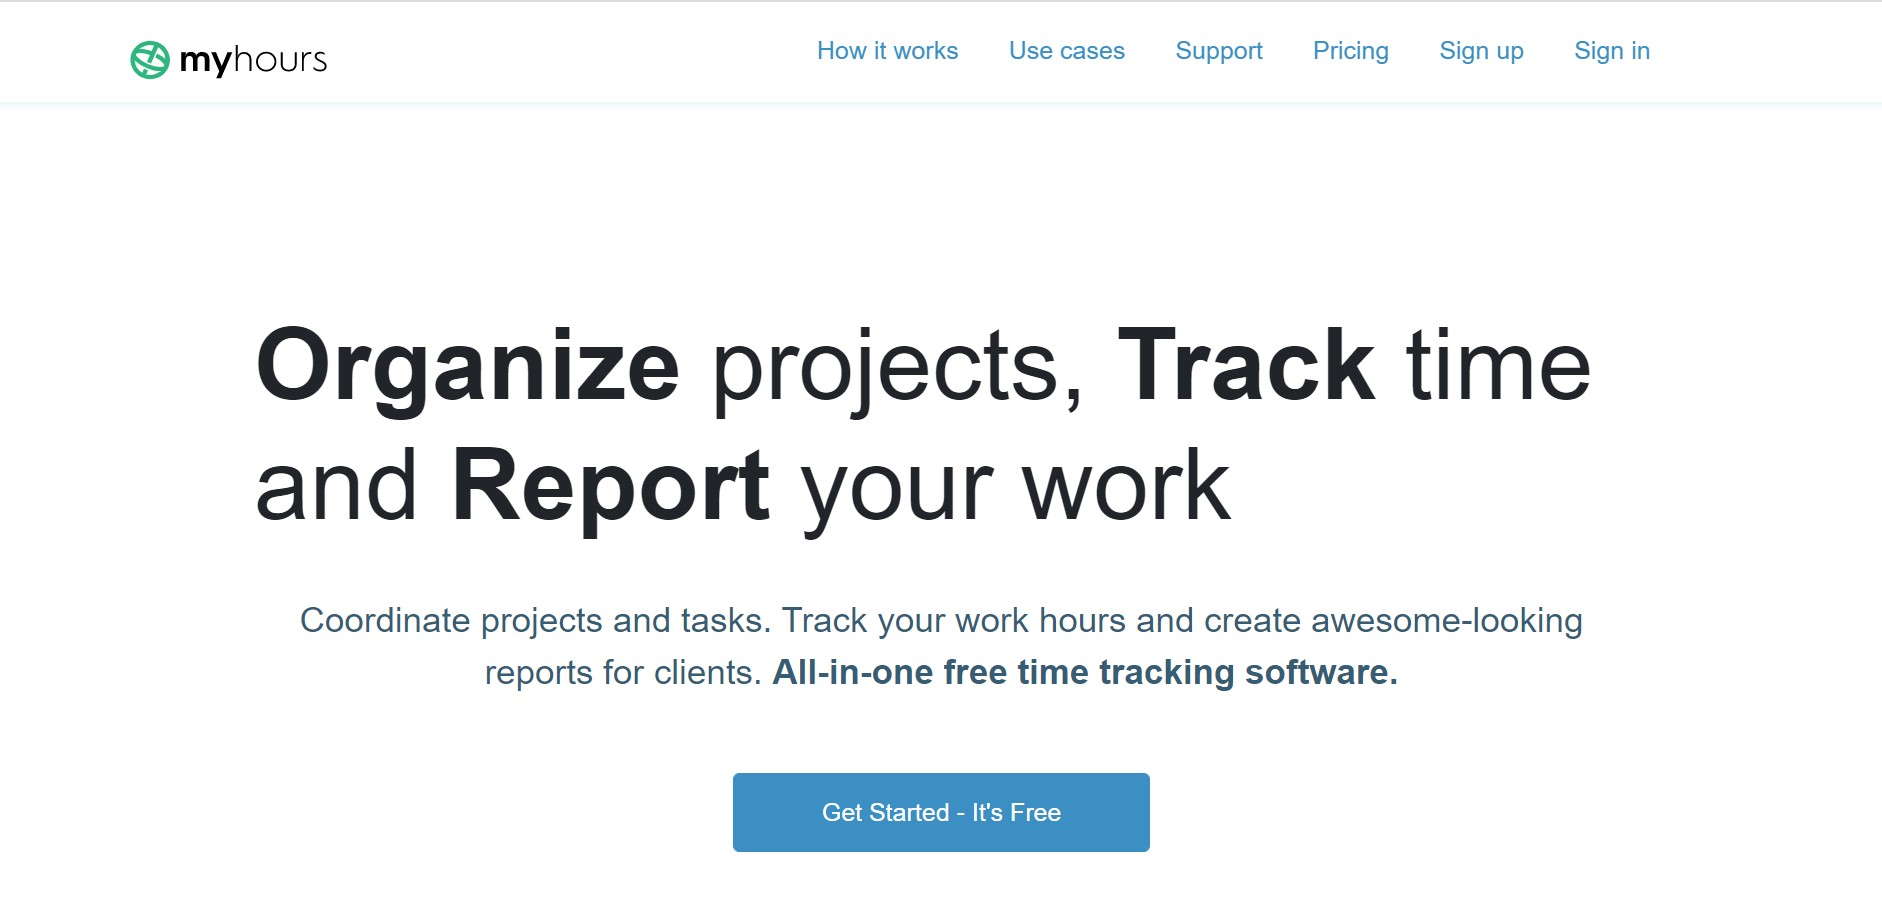 myhours
How it works Use cases Support Pricing Sign up Sign in
Organize projects, Track time
and Report your work
Coordinate projects and tasks. Track your work hours and create awesome-looking
reports for clients. All-in-one free time tracking software.
Get Started - It's Free